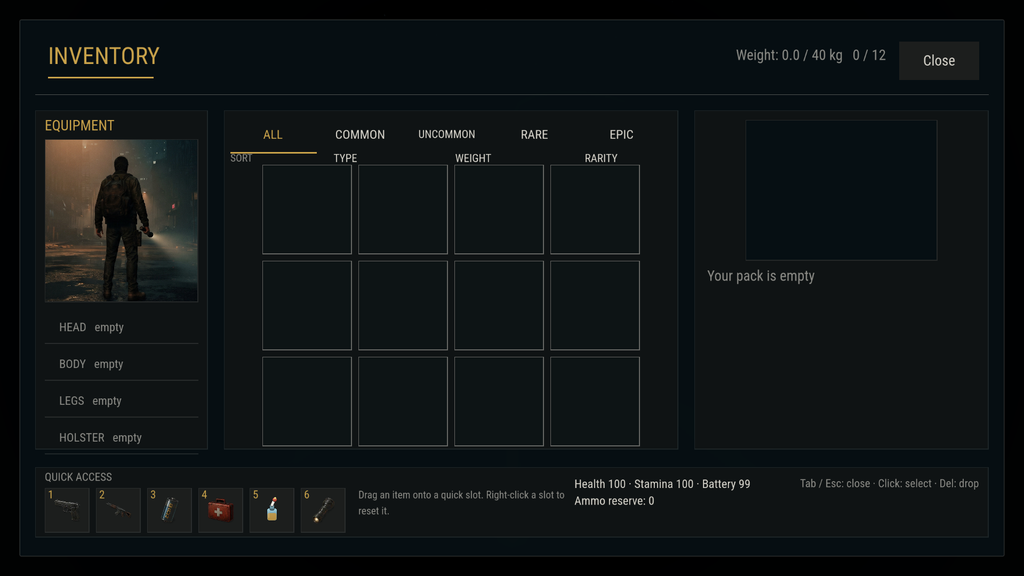 INVENTORY
Weight: 0.0 / 40 kg 0 / 12
Close
EQUIPMENT
HEAD empty
BODY empty
LEGS empty
HOLSTER empty
ALL COMMON UNCOMMON RARE EPIC
SORT TYPE WEIGHT RARITY
Your pack is empty
QUICK ACCESS
1 2 3 4 5 6
Drag an item onto a quick slot. Right-click a slot to
reset it.
Health 100 · Stamina 100 · Battery 99
Ammo reserve: 0
Tab / Esc: close · Click: select · Del: drop